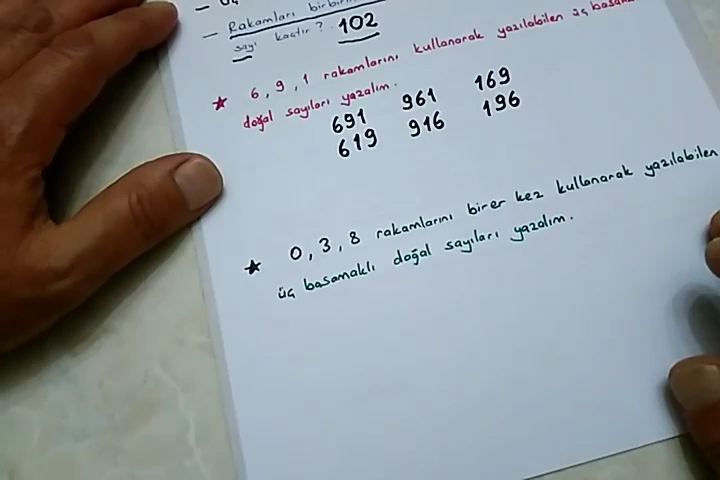 — Rakamları
sayı kaçtır? 102
6, 9, 1 rakamlarını kullanarak yazılabilen üç
doğal sayıları yazalım.
691 961 169
619 916 196
0, 3, 8 rakamlarını birer kez kullanarak yazılabilen
üç basamaklı doğal sayıları yazalım.